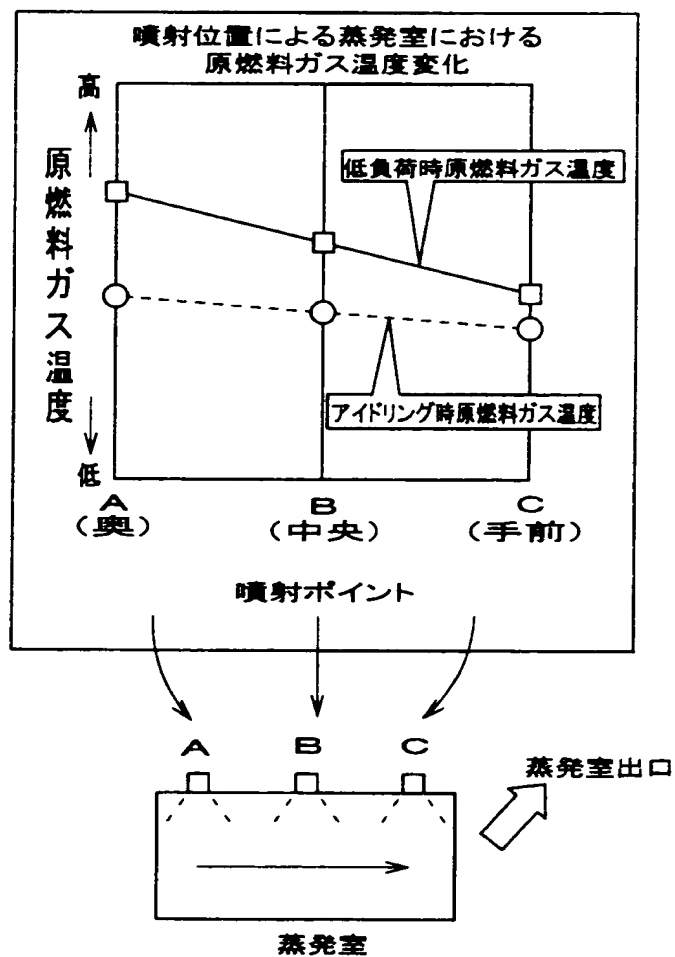 噴射位置による蒸発室における
原燃料ガス温度変化
高
原燃料ガス温度
低
低負荷時原燃料ガス温度
アイドリング時原燃料ガス温度
A
(奥)
B
(中央)
C
(手前)
噴射ポイント
A
B
C
蒸発室出口
蒸発室